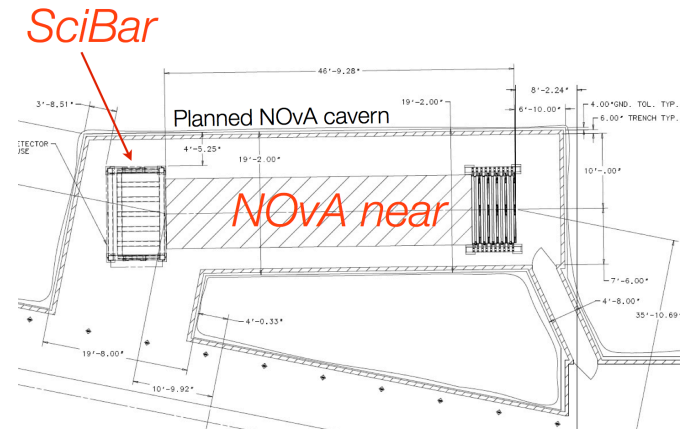 SciBar
46'-9.28"
8'-2.24"
3'-8.51"
Planned NOvA cavern
19'-2.00"
6'-10.00"
4.00"GND. TOL. TYP.
6.00" TRENCH TYP.
ETECTOR
USE
4'-5.25"
19'-2.00"
10'-.00"
NOvA near
7'-6.00"
4'-8.00"
35'-10.69"
4'-0.33"
19'-8.00"
10'-9.92"